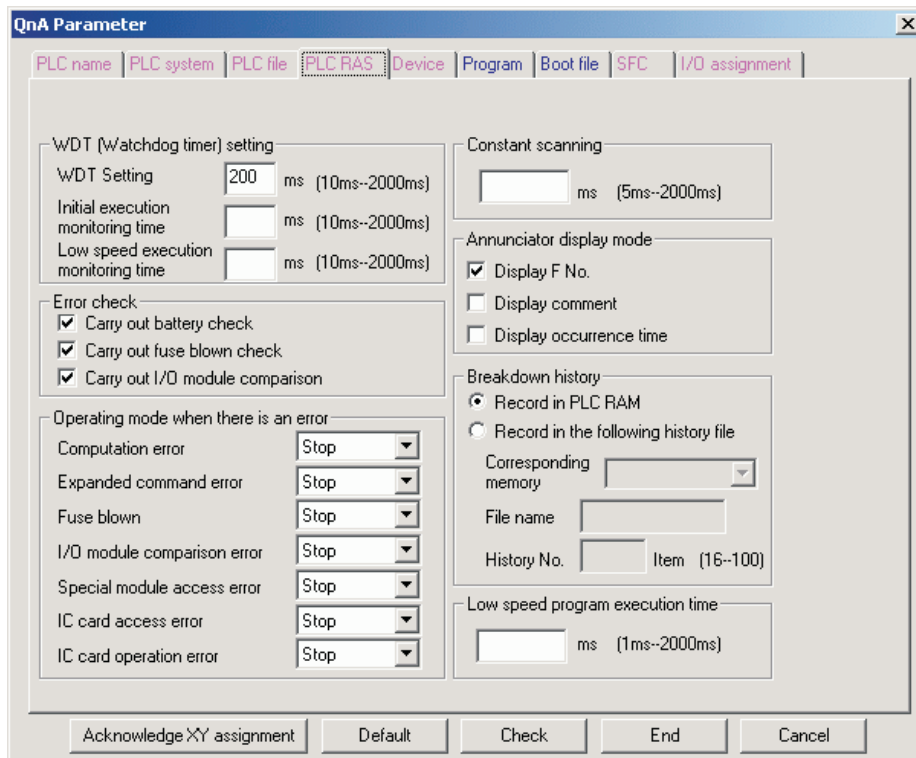 QnA Parameter
PLC name PLC system PLC file PLC RAS Device Program Boot file SFC I/O assignment
WDT (Watchdog timer) setting
WDT Setting 200 ms (10ms--2000ms)
Initial execution
monitoring time ms (10ms--2000ms)
Low speed execution
monitoring time ms (10ms--2000ms)
Error check
Carry out battery check
Carry out fuse blown check
Carry out I/O module comparison
Operating mode when there is an error
Computation error Stop
Expanded command error Stop
Fuse blown Stop
I/O module comparison error Stop
Special module access error Stop
IC card access error Stop
IC card operation error Stop
Constant scanning
ms (5ms--2000ms)
Annunciator display mode
Display F No.
Display comment
Display occurrence time
Breakdown history
Record in PLC RAM
Record in the following history file
Corresponding
memory
File name
History No. Item (16--100)
Low speed program execution time
ms (1ms--2000ms)
Acknowledge XY assignment Default Check End Cancel